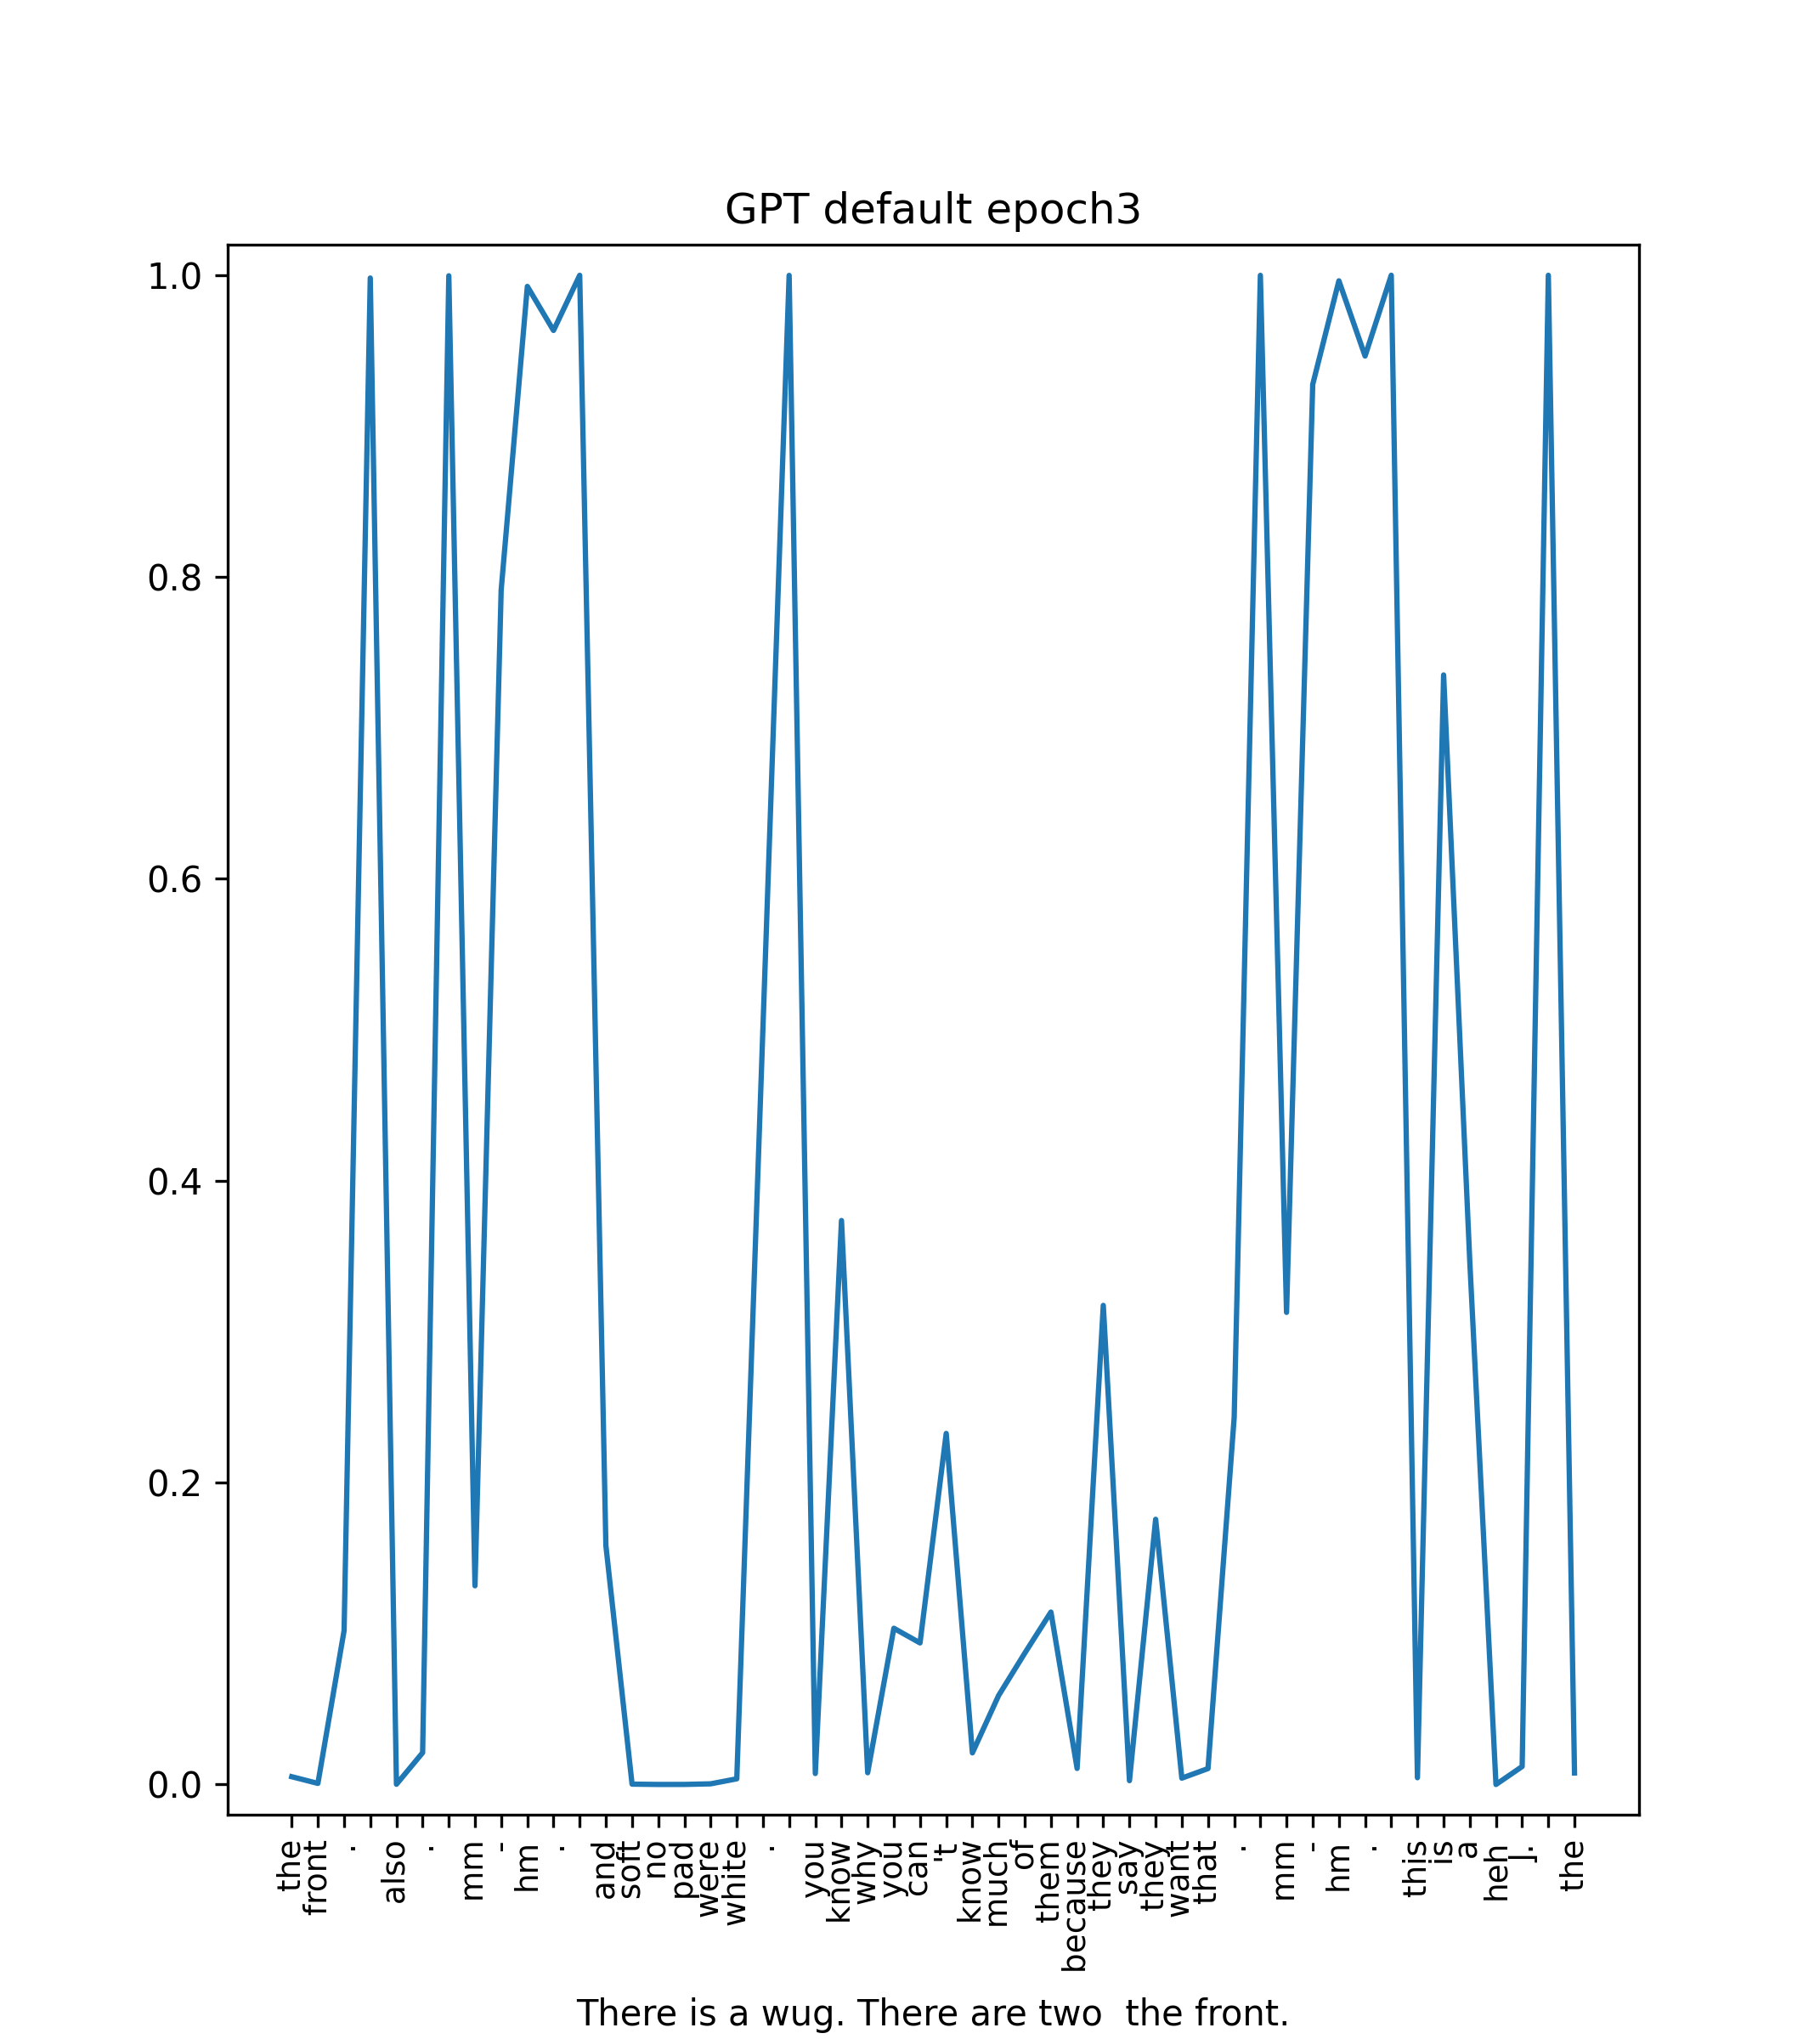 GPT default epoch3
1.0
0.8
0.6
0.4
0.2
0.0
the
front
.
also
.
mm
-
hm
.
and
soft
no
pad
were
white
.
you
know
why
you
can
't
know
much
of
them
because
they
say
they
want
that
.
mm
-
hm
.
this
is
a
heh
].
the
There is a wug. There are two  the front.